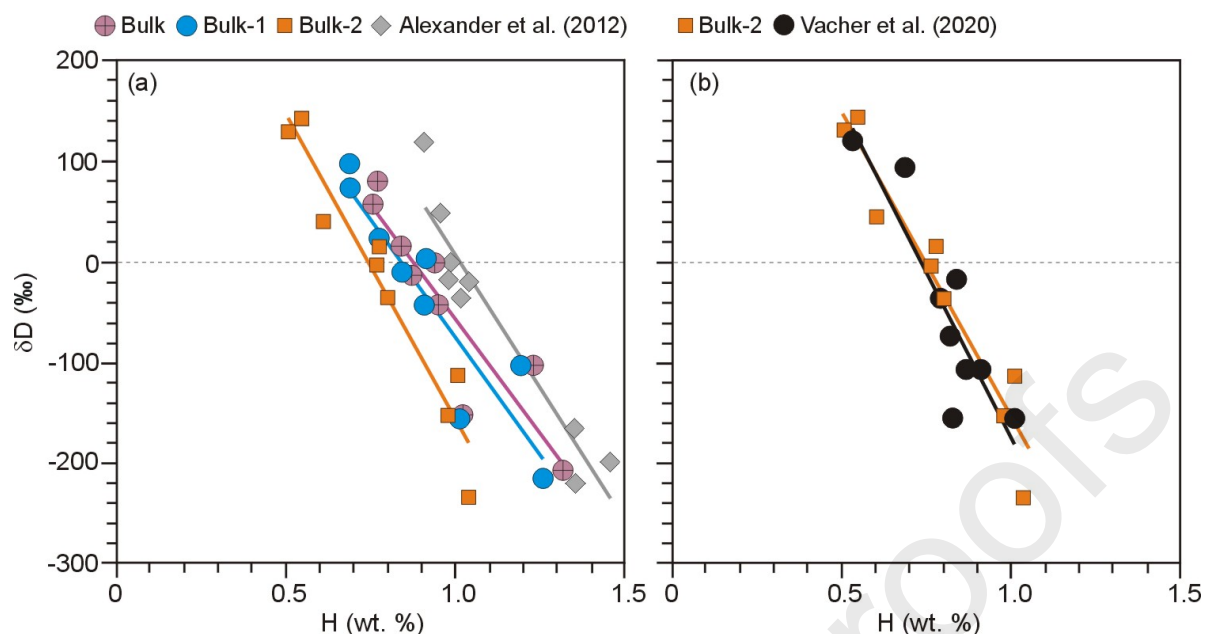 Bulk Bulk-1 Bulk-2 Alexander et al. (2012) Bulk-2 Vacher et al. (2020)
(a) (b)
200
100
0
-100
-200
-300
δD (‰)
0 0.5 1.0 1.5 0 0.5 1.0 1.5
H (wt. %) H (wt. %)
roofs